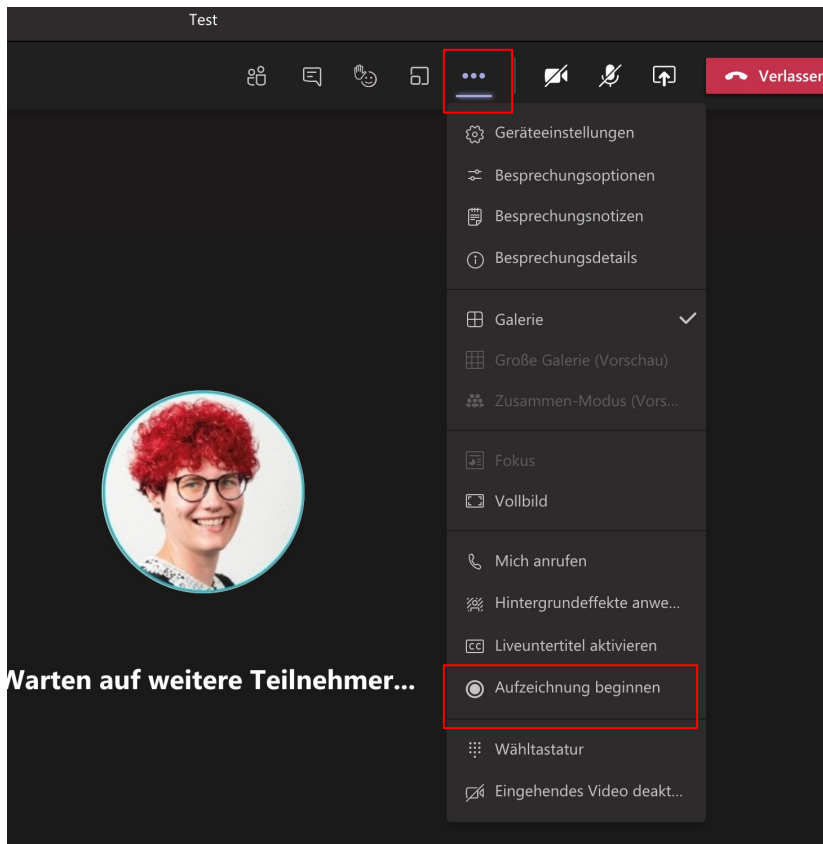 Test
Verlassen
Geräteeinstellungen
Besprechungsoptionen
Besprechungsnotizen
Besprechungsdetails
Galerie
Große Galerie (Vorschau)
Zusammen-Modus (Vors...
Fokus
Vollbild
Mich anrufen
Hintergrundeffekte anwe...
CC Liveuntertitel aktivieren
Warten auf weitere Teilnehmer...
Aufzeichnung beginnen
Wähltastatur
Eingehendes Video deakt...